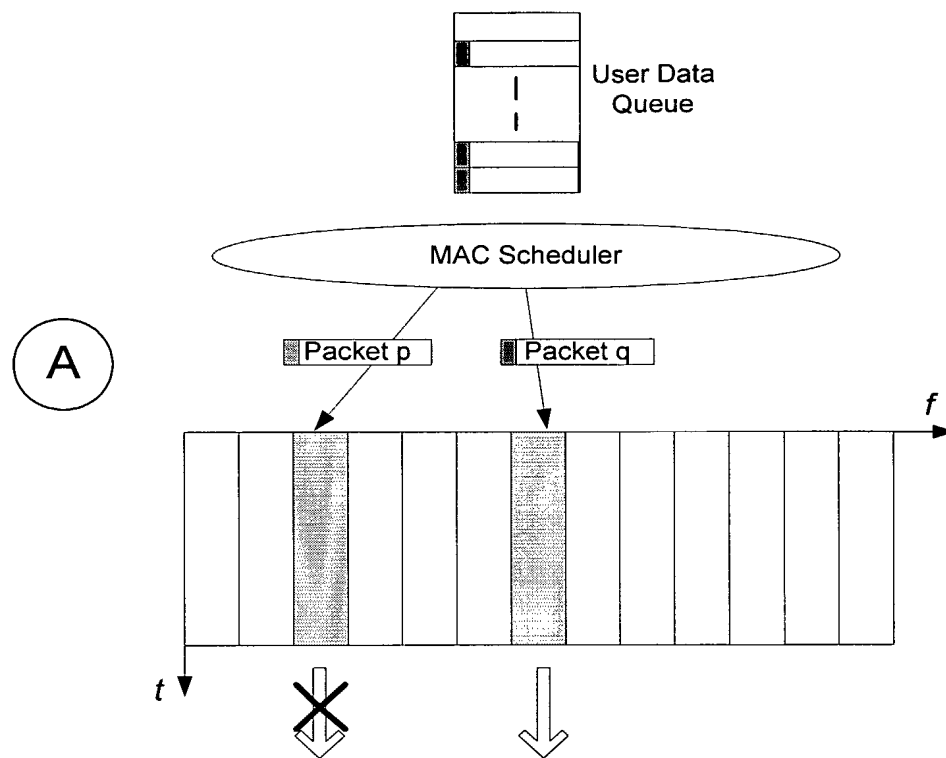 User Data
Queue
MAC Scheduler
Packet p
Packet q
A
f
t